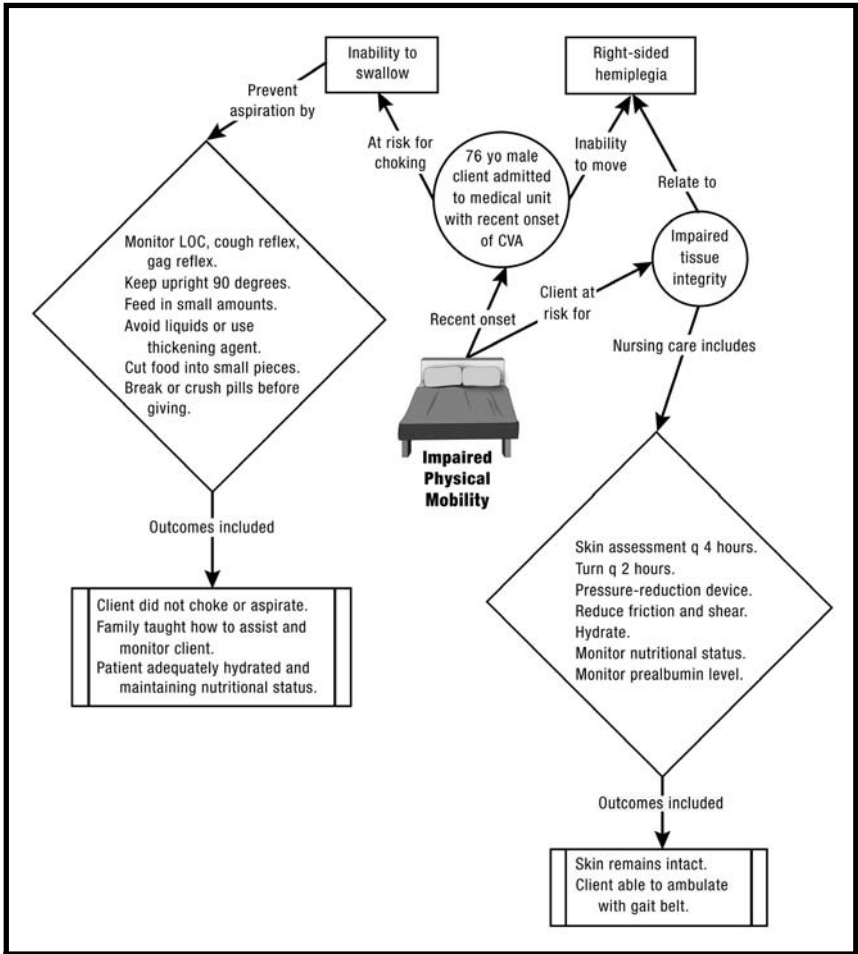 Inability to
swallow
Right-sided
hemiplegia
Prevent
aspiration by
At risk for
choking
76 yo male
client admitted
to medical unit
with recent onset
of CVA
Inability
to move
Relate to
Impaired
tissue
integrity
Monitor LOC, cough reflex,
gag reflex.
Keep upright 90 degrees.
Feed in small amounts.
Avoid liquids or use
thickening agent.
Cut food into small pieces.
Break or crush pills before
giving.
Recent onset
Client at
risk for
Nursing care includes
Impaired
Physical
Mobility
Outcomes included
Client did not choke or aspirate.
Family taught how to assist and
monitor client.
Patient adequately hydrated and
maintaining nutritional status.
Skin assessment q 4 hours.
Turn q 2 hours.
Pressure-reduction device.
Reduce friction and shear.
Hydrate.
Monitor nutritional status.
Monitor prealbumin level.
Outcomes included
Skin remains intact.
Client able to ambulate
with gait belt.